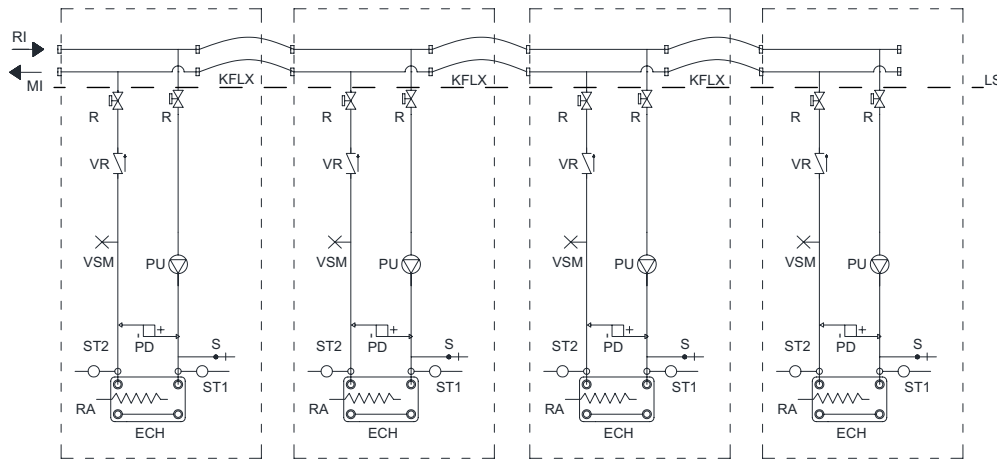 RI
MI
KFLX KFLX KFLX LS
R R R R R R R R
VR VR VR VR
VSM PU VSM PU VSM PU VSM PU
- PD + - PD + - PD + - PD +
ST2 S ST2 S ST2 S ST2 S
ST1 ST1 ST1 ST1
RA RA RA RA
ECH ECH ECH ECH